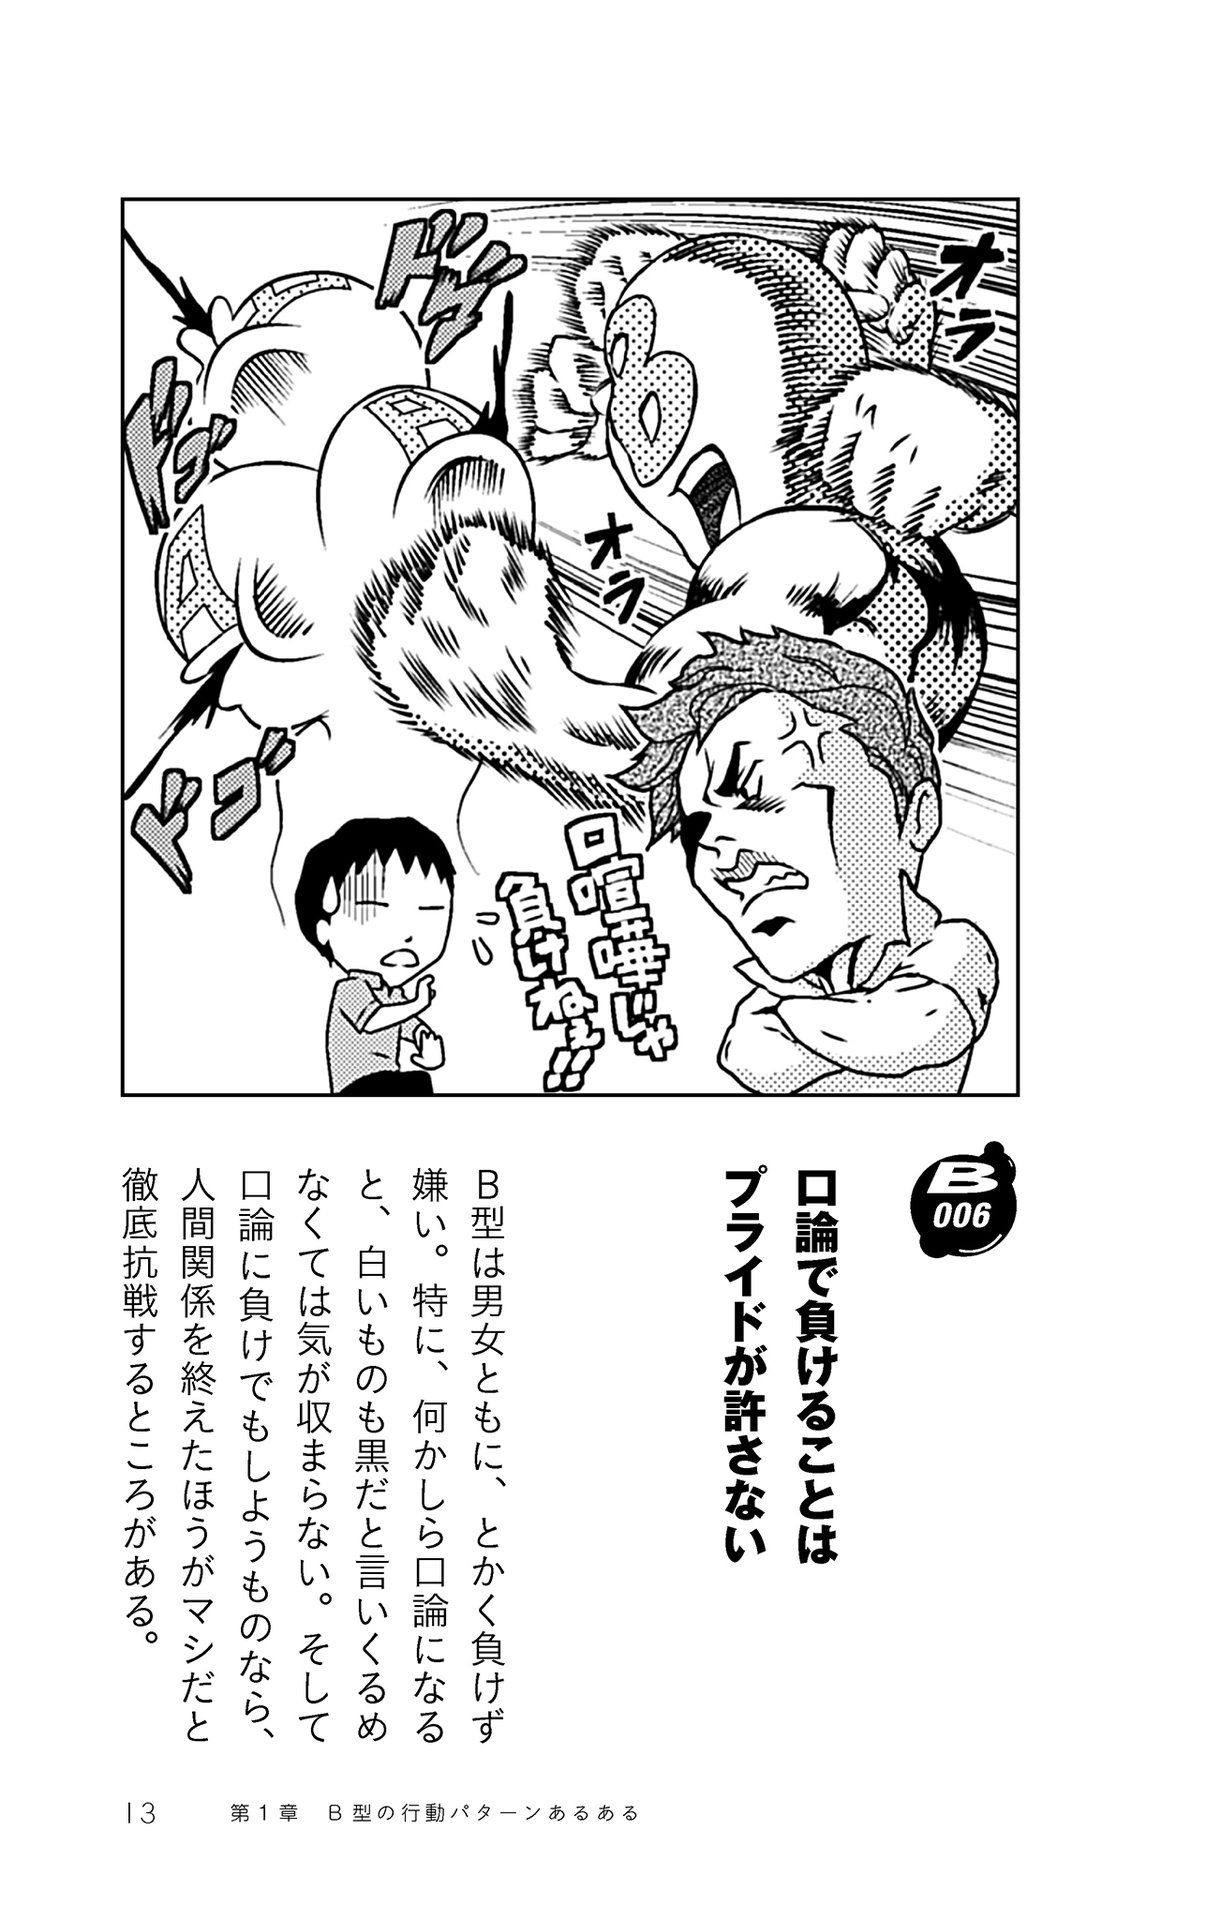 オラ
オラ
ドゴ
ドゴ
ドゴ
口喧嘩じゃ
負けねぇ!!
B
006
口論で負けることは
プライドが許さない
B型は男女ともに、とかく負けず
嫌い。特に、何かしら口論になる
と、白いものも黒だと言いくるめ
なくては気が収まらない。そして
口論に負けでもしようものなら、
人間関係を終えたほうがマシだと
徹底抗戦するところがある。
13
第1章 B型の行動パターンあるある